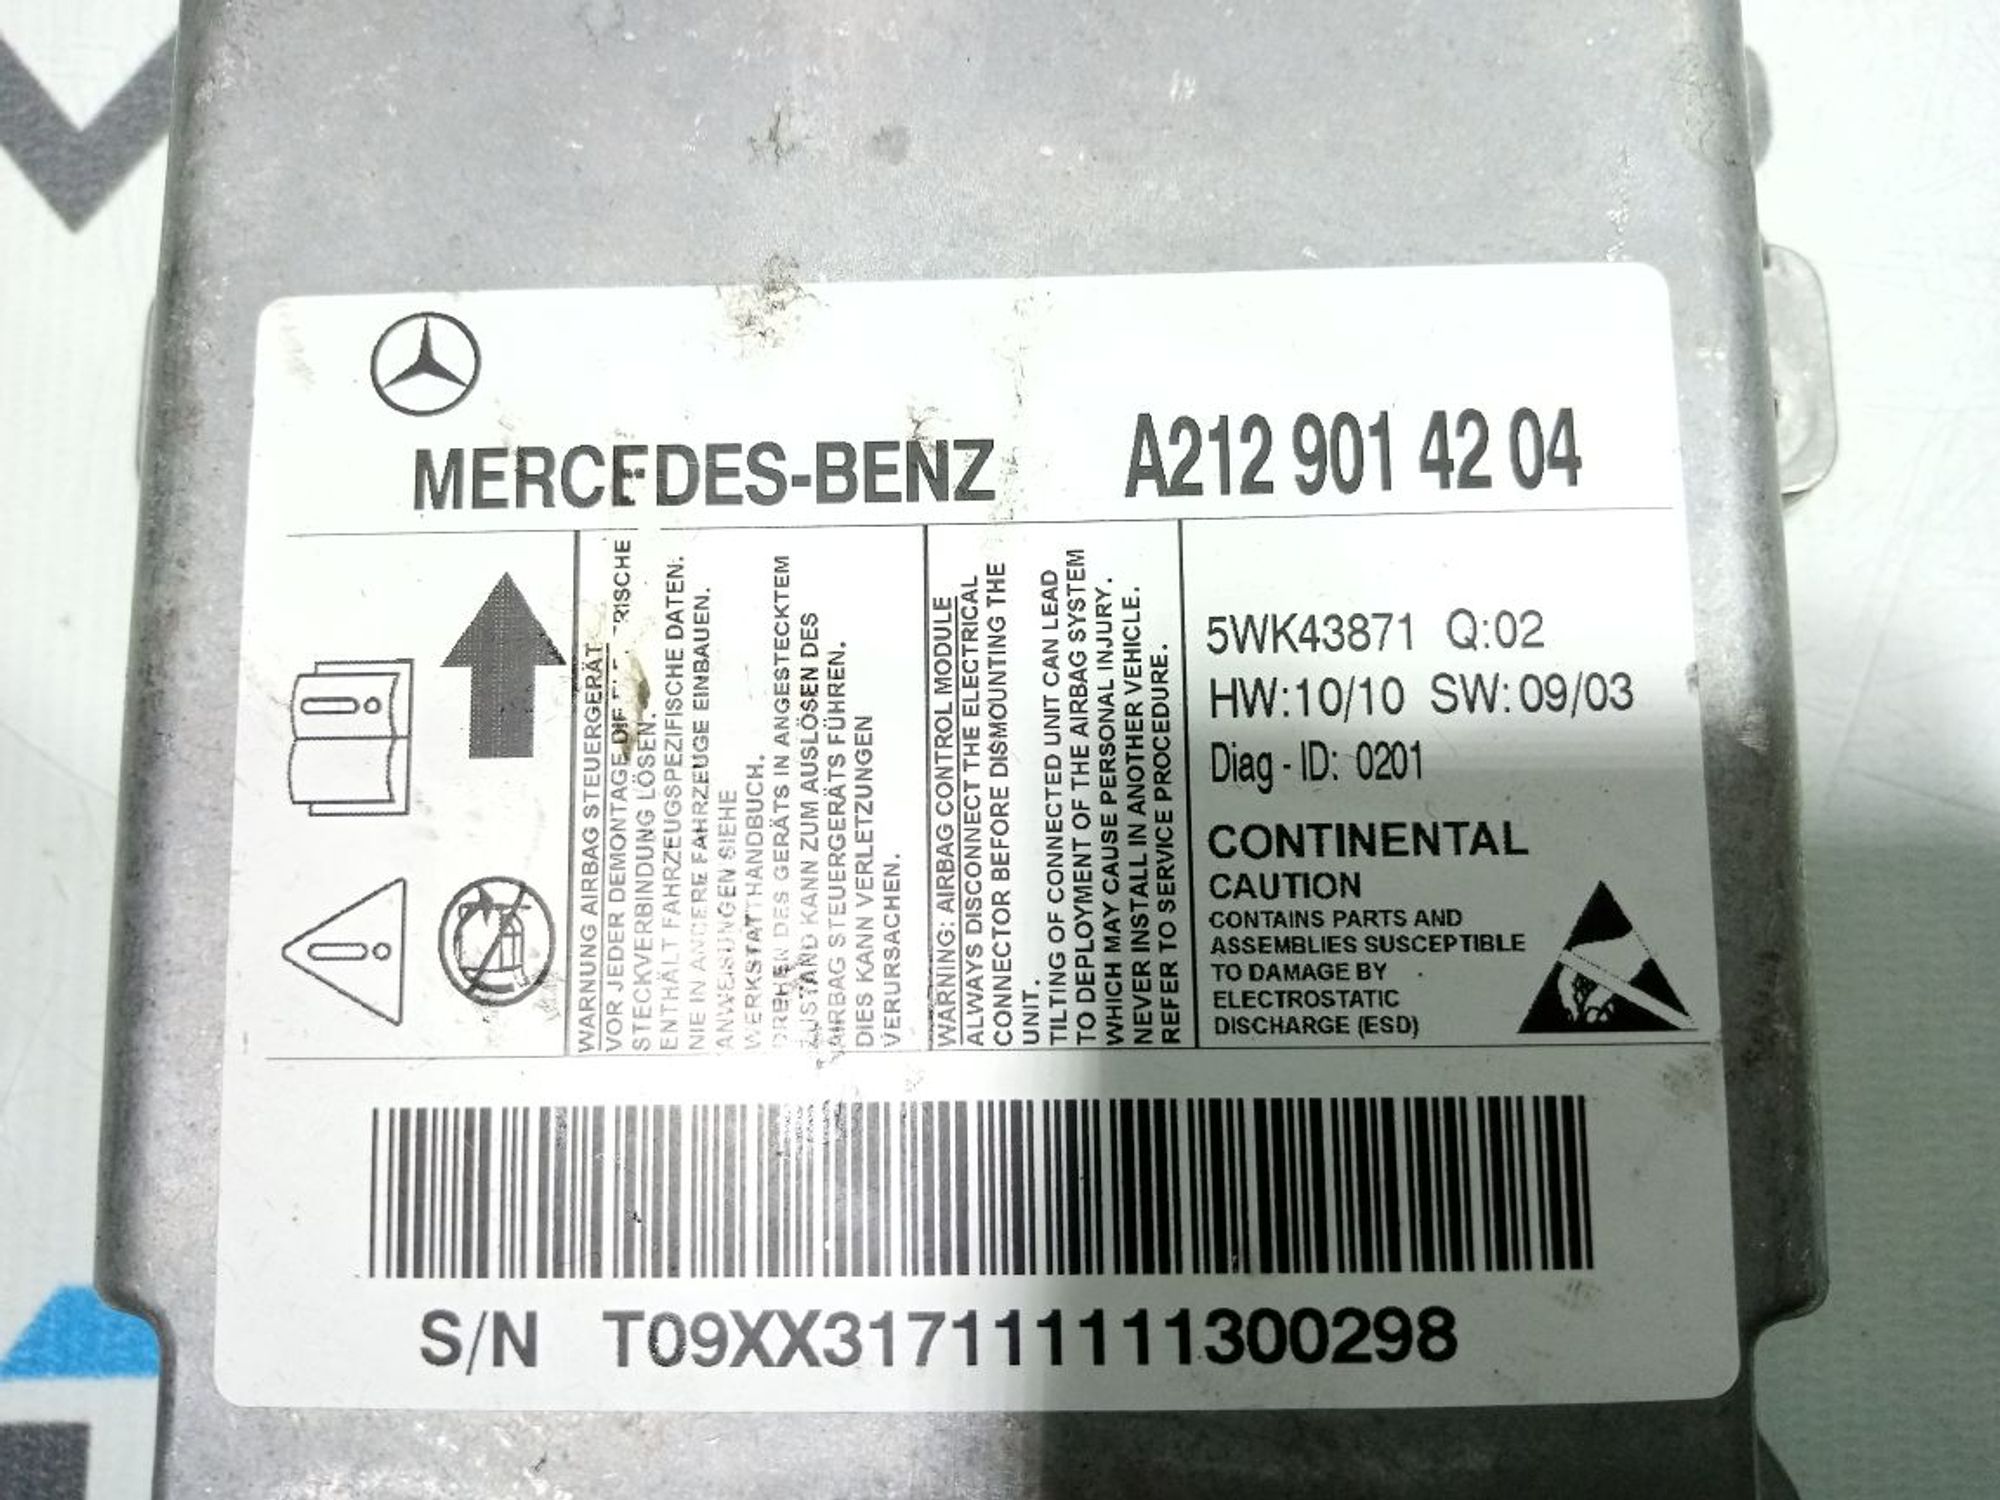 MERCEDES-BENZ
A212 901 42 04
WARNUNG AIRBAG STEUERGERÄT
VOR JEDER DEMONTAGE DIE
STECKVERBINDUNG LÖSEN.
ENTHÄLT FAHRZEUGSPEZIFISCHE DATEN.
NIE IN ANDERE FAHRZEUGE EINBAUEN.
ANWEISUNGEN SIEHE
WERKSTATTHANDBUCH.
DREHEN DES GERÄTS IN ANGESTECKTEM
ZUSTAND KANN ZUM AUSLÖSEN DES
AIRBAG STEUERGERÄTS FÜHREN.
DIES KANN VERLETZUNGEN
VERURSACHEN.
WARNING: AIRBAG CONTROL MODULE
ALWAYS DISCONNECT THE ELECTRICAL
CONNECTOR BEFORE DISMOUNTING THE
UNIT.
TILTING OF CONNECTED UNIT CAN LEAD
TO DEPLOYMENT OF THE AIRBAG SYSTEM
WHICH MAY CAUSE PERSONAL INJURY.
NEVER INSTALL IN ANOTHER VEHICLE.
REFER TO SERVICE PROCEDURE.
5WK43871 Q:02
HW:10/10 SW:09/03
Diag - ID: 0201
CONTINENTAL
CAUTION
CONTAINS PARTS AND
ASSEMBLIES SUSCEPTIBLE
TO DAMAGE BY
ELECTROSTATIC
DISCHARGE (ESD)
S/N T09XX317111111300298